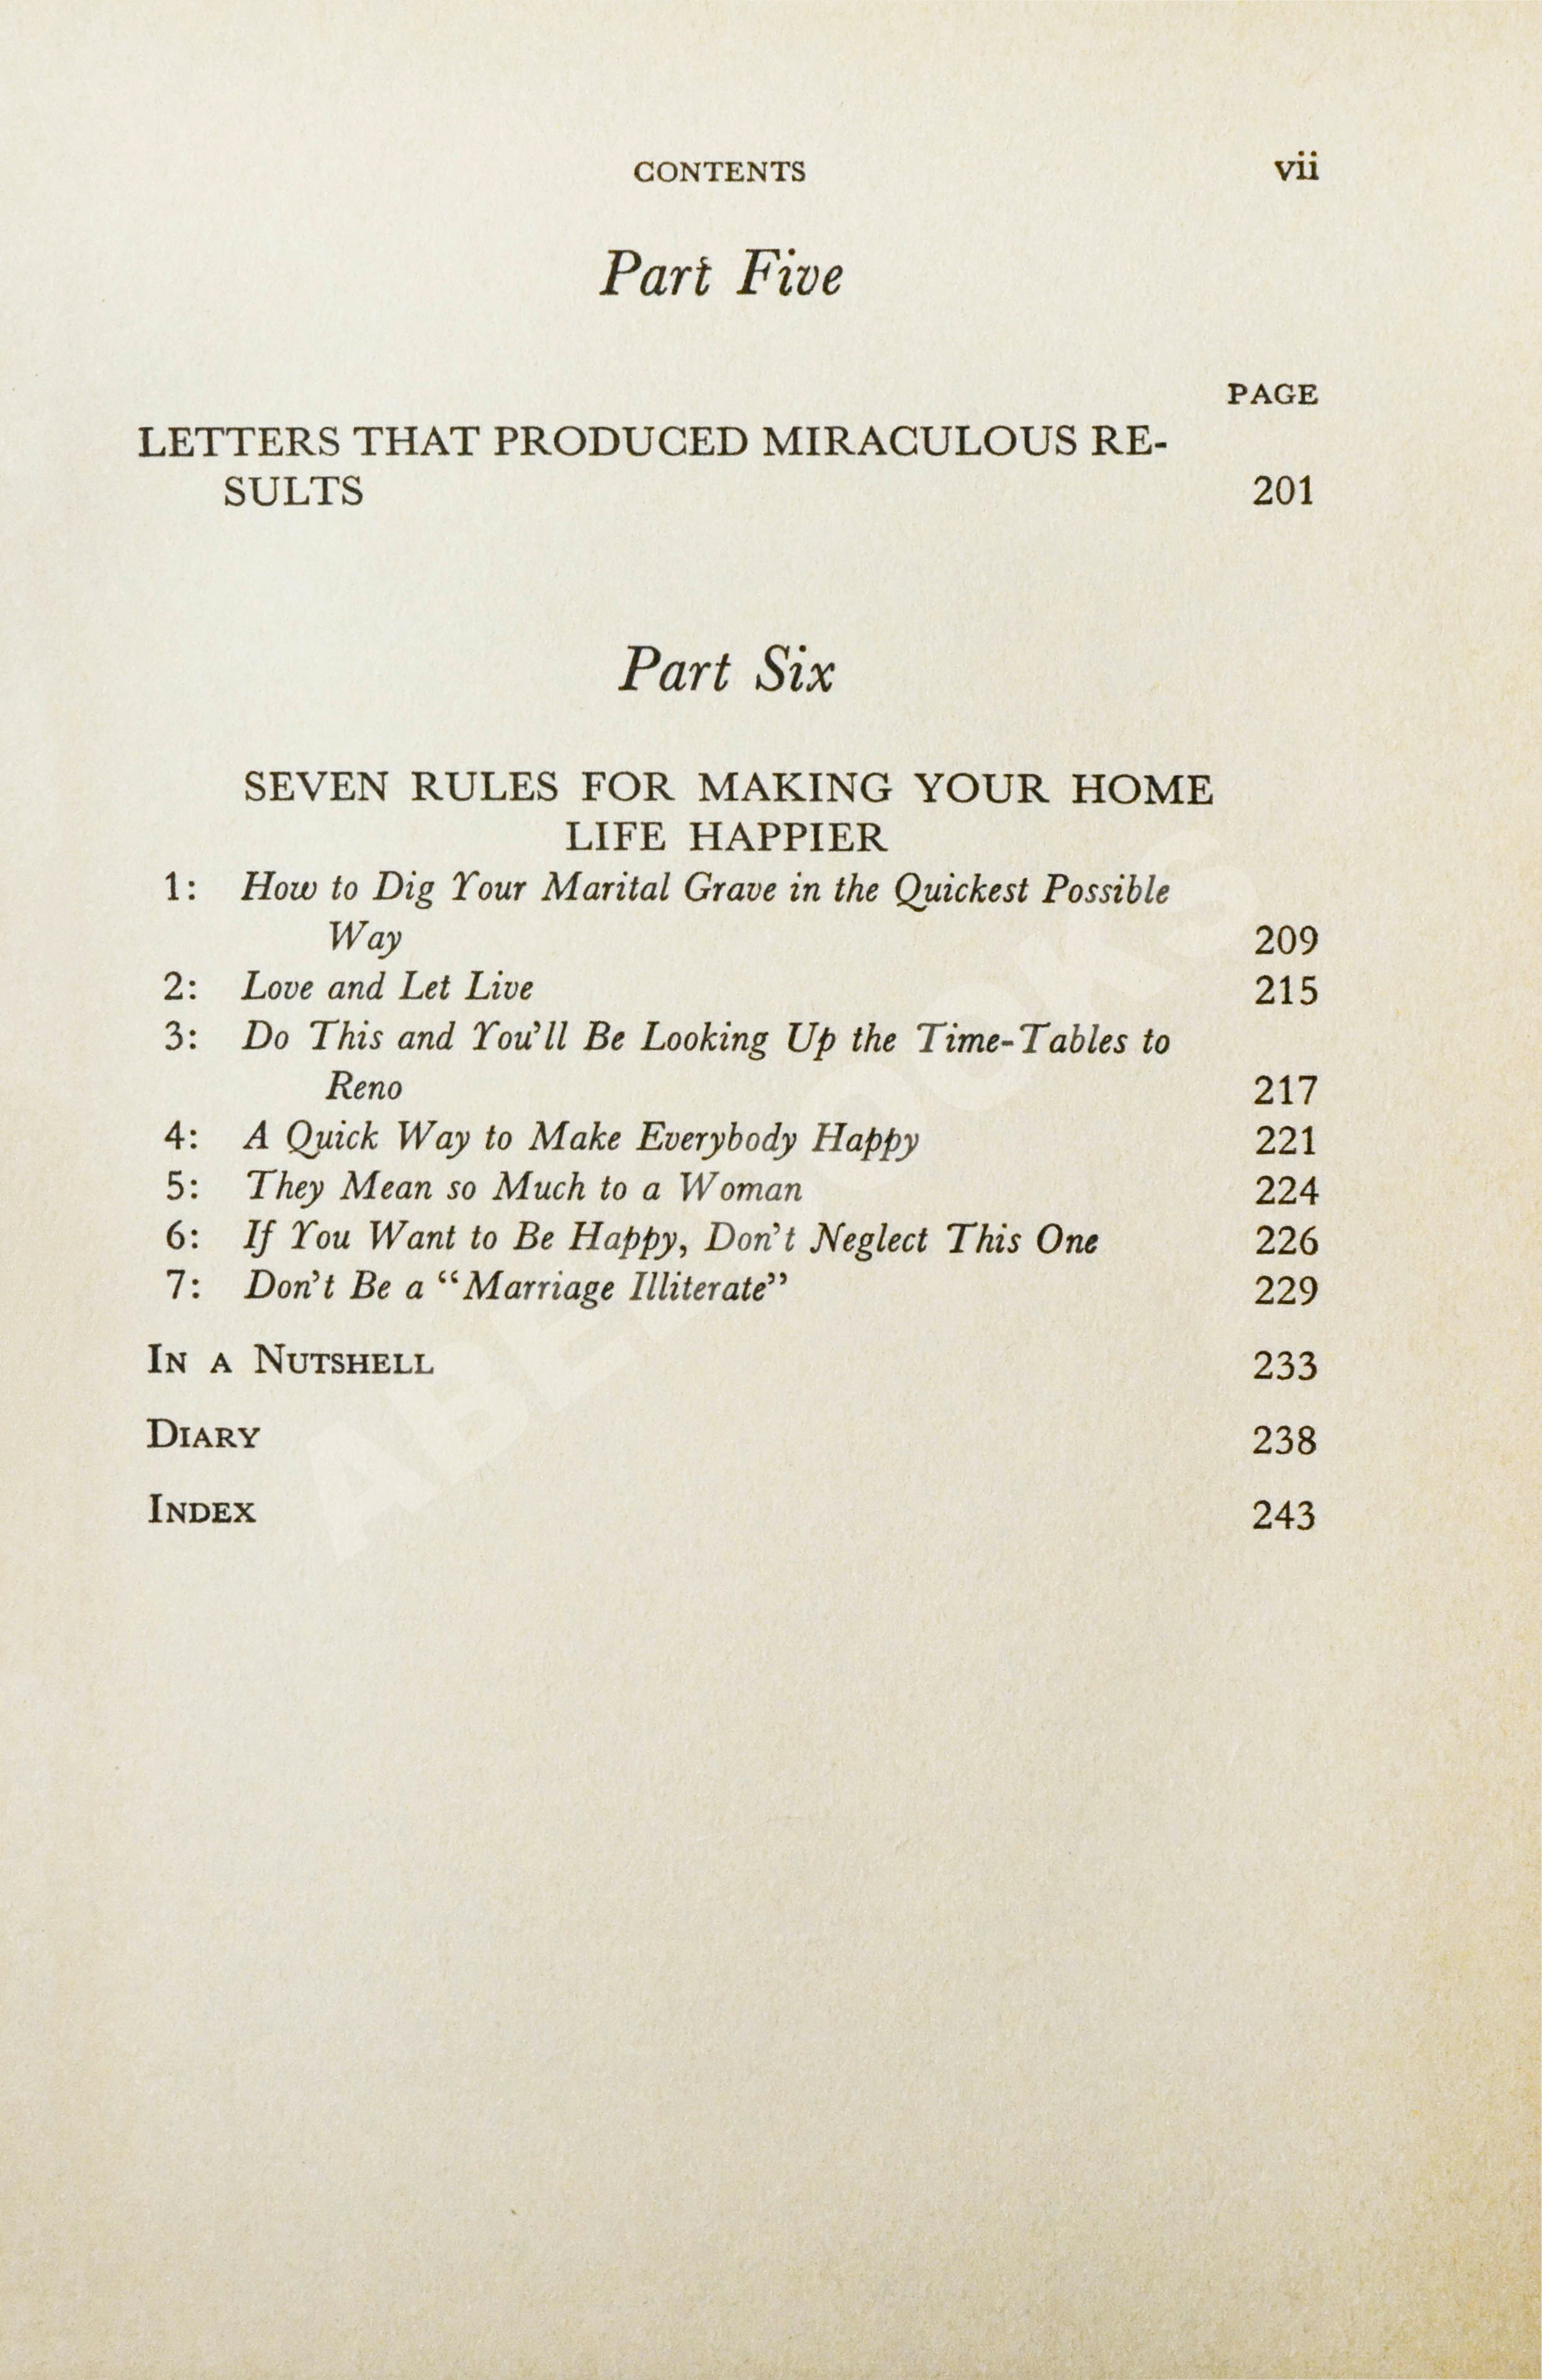 CONTENTS vii
Part Five
PAGE
LETTERS THAT PRODUCED MIRACULOUS RE-
SULTS 201
Part Six
SEVEN RULES FOR MAKING YOUR HOME
LIFE HAPPIER
1: How to Dig Your Marital Grave in the Quickest Possible
Way 209
2: Love and Let Live 215
3: Do This and You'll Be Looking Up the Time-Tables to
Reno 217
4: A Quick Way to Make Everybody Happy 221
5: They Mean so Much to a Woman 224
6: If You Want to Be Happy, Don't Neglect This One 226
7: Don't Be a “Marriage Illiterate” 229
IN A NUTSHELL 233
DIARY 238
INDEX 243